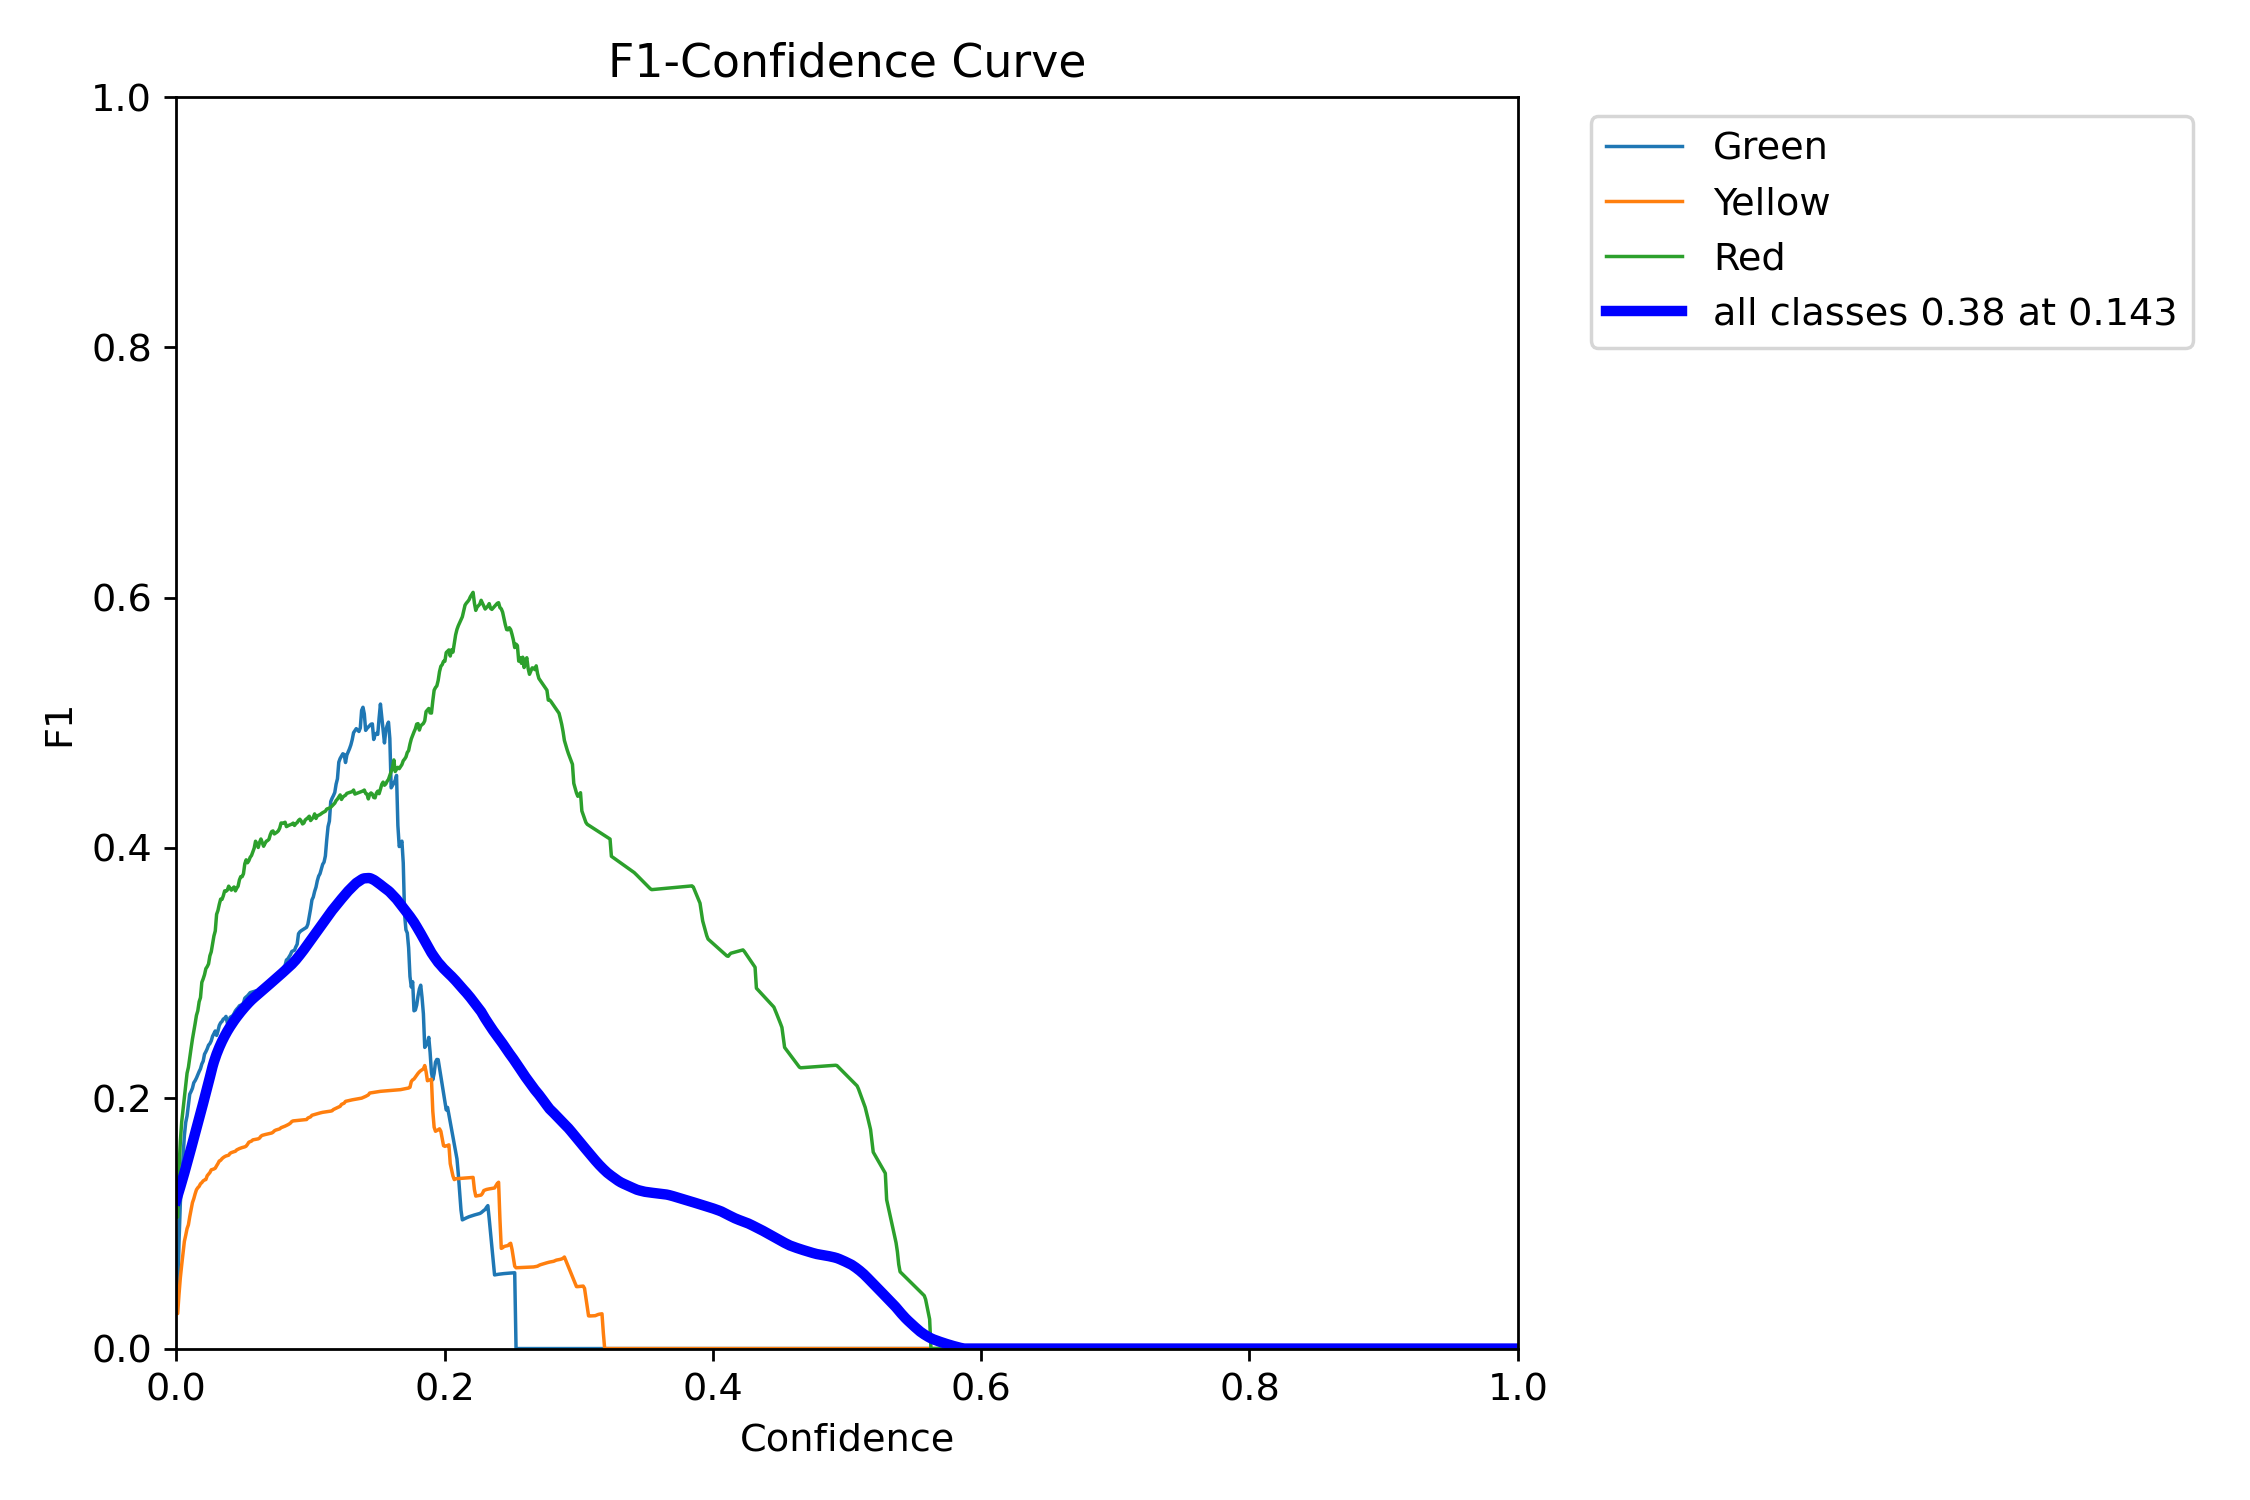 F1-Confidence Curve
1.0
0.8
0.6
0.4
0.2
0.0
F1
0.0 0.2 0.4 0.6 0.8 1.0
Confidence
Green
Yellow
Red
all classes 0.38 at 0.143